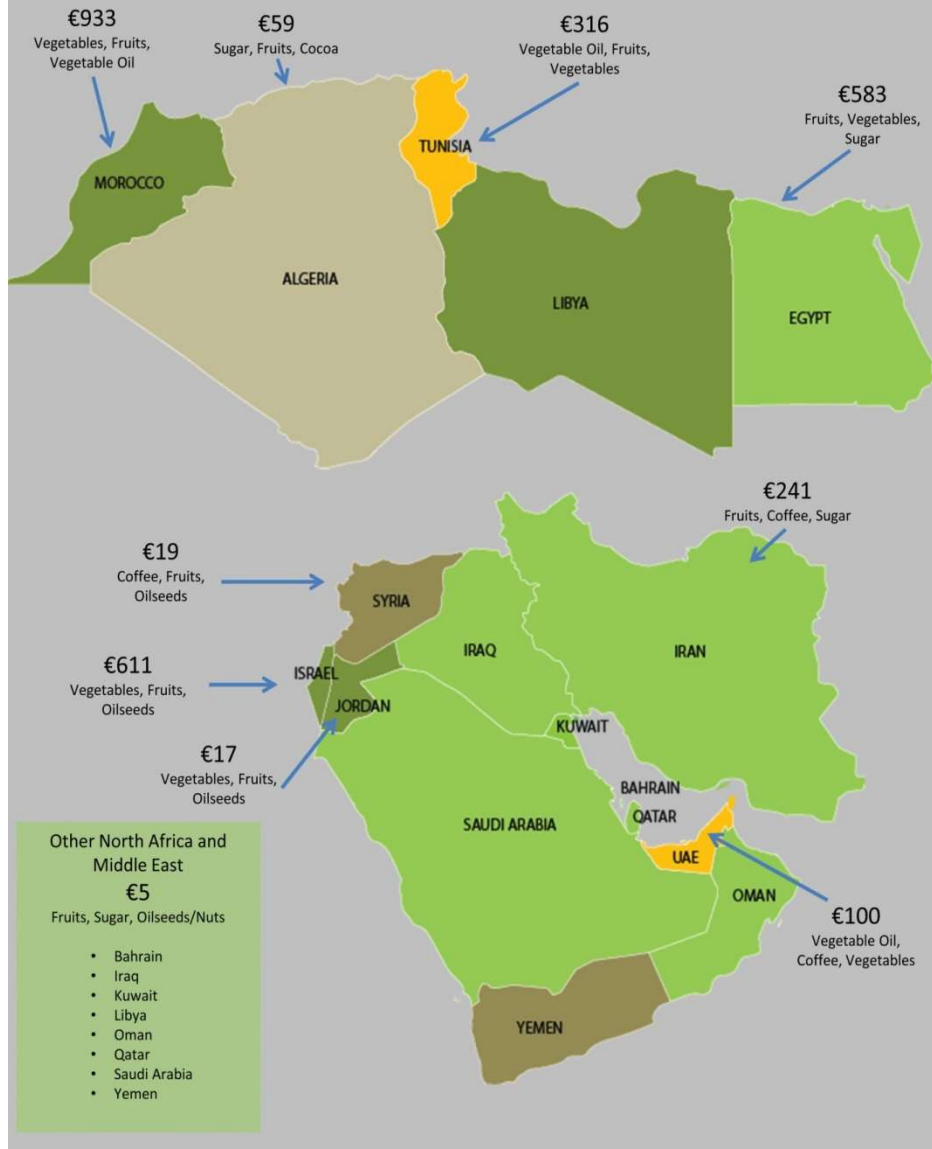 €933
Vegetables, Fruits,
Vegetable Oil
€59
Sugar, Fruits, Cocoa
€316
Vegetable Oil, Fruits,
Vegetables
€583
Fruits, Vegetables,
Sugar
MOROCCO
ALGERIA
TUNISIA
LIBYA
EGYPT
€241
Fruits, Coffee, Sugar
€19
Coffee, Fruits,
Oilseeds
SYRIA
IRAQ
IRAN
€611
Vegetables, Fruits,
Oilseeds
ISRAEL
JORDAN
€17
Vegetables, Fruits,
Oilseeds
KUWAIT
BAHRAIN
QATAR
SAUDI ARABIA
UAE
OMAN
€100
Vegetable Oil,
Coffee, Vegetables
YEMEN
Other North Africa and
Middle East
€5
Fruits, Sugar, Oilseeds/Nuts
• Bahrain
• Iraq
• Kuwait
• Libya
• Oman
• Qatar
• Saudi Arabia
• Yemen